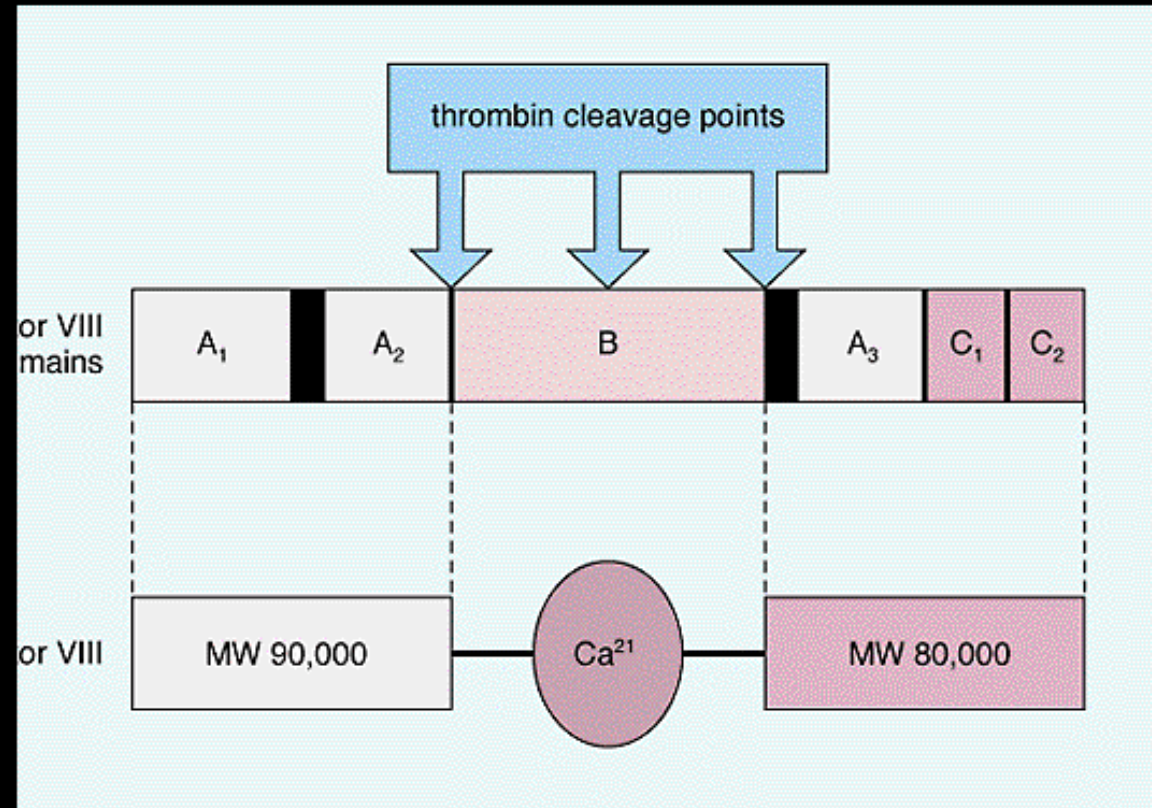 thrombin cleavage points
or VIII
mains
A₁
A₂
B
A₃
C₁
C₂
or VIII
MW 90,000
Ca²¹
MW 80,000